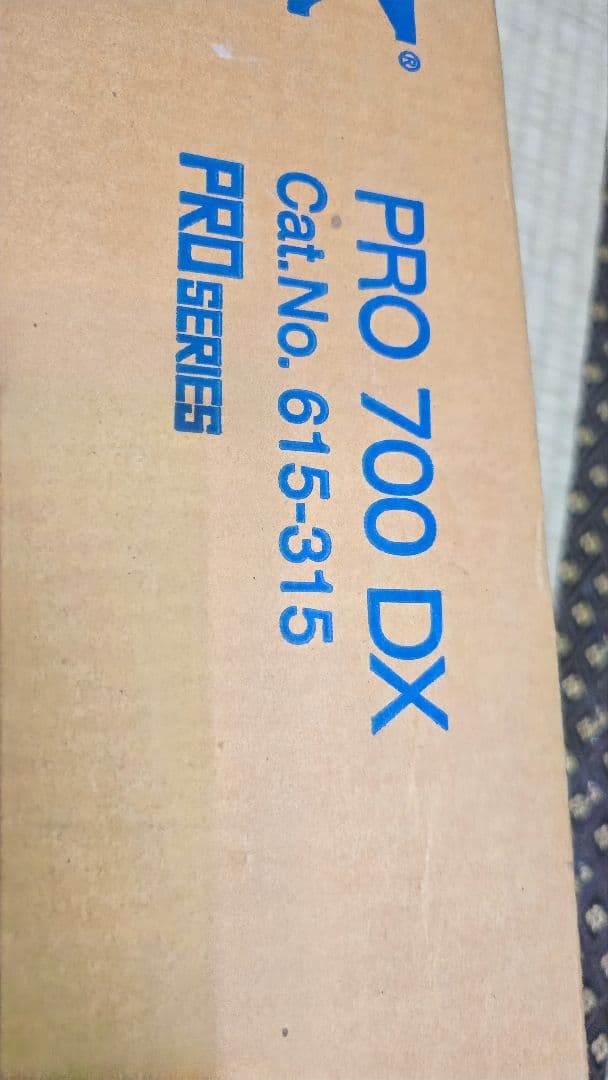 ®
PRO 700 DX
Cat.No. 615-315
PRO SERIES